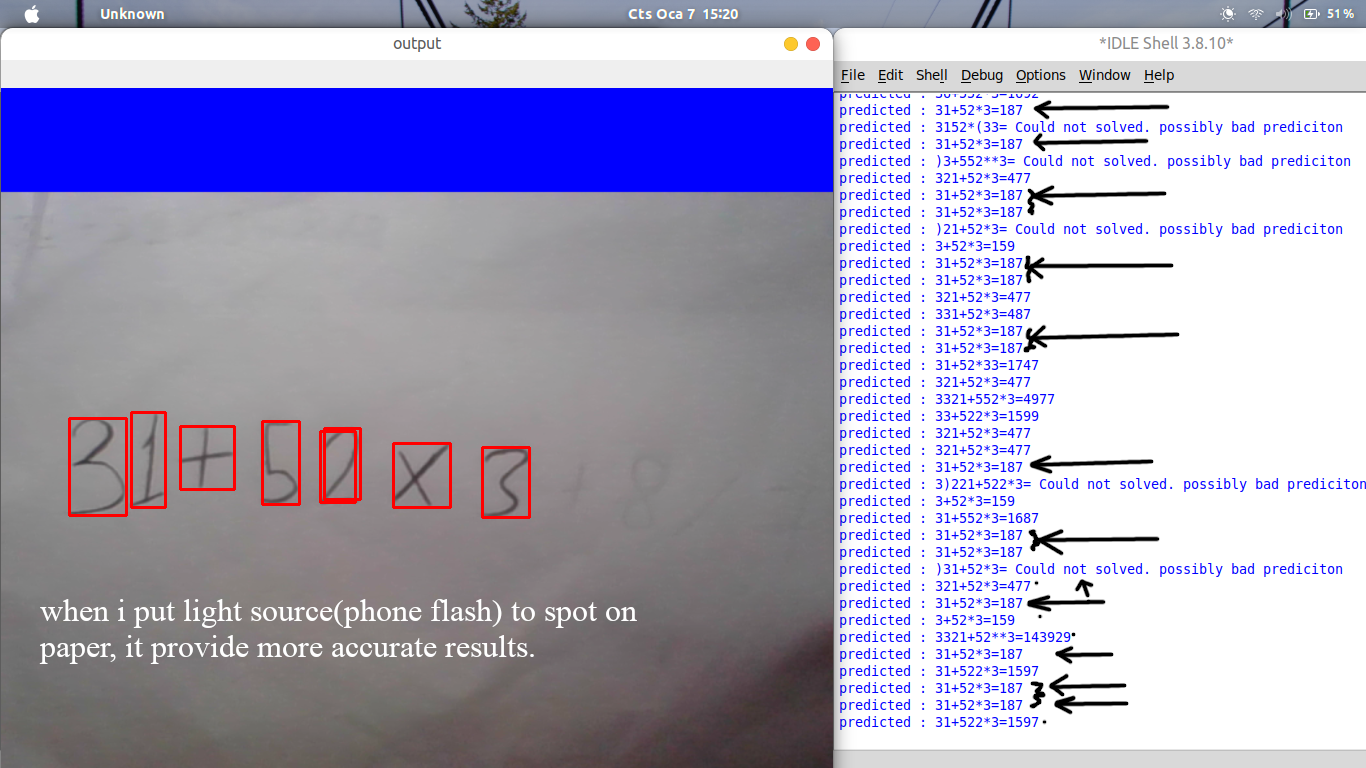 Unknown
Cts Oca 7 15:20
51%
output
31+52×3
when i put light source(phone flash) to spot on
paper, it provide more accurate results.
*IDLE Shell 3.8.10*
File Edit Shell Debug Options Window Help
predicted : 31+52*3=187
predicted : 3152*(33= Could not solved. possibly bad prediciton
predicted : 31+52*3=187
predicted : )3+552**3= Could not solved. possibly bad prediciton
predicted : 321+52*3=477
predicted : 31+52*3=187
predicted : 31+52*3=187
predicted : )21+52*3= Could not solved. possibly bad prediciton
predicted : 3+52*3=159
predicted : 31+52*3=187
predicted : 31+52*3=187
predicted : 321+52*3=477
predicted : 331+52*3=487
predicted : 31+52*3=187
predicted : 31+52*3=187
predicted : 31+52*33=1747
predicted : 321+52*3=477
predicted : 3321+552*3=4977
predicted : 33+522*3=1599
predicted : 321+52*3=477
predicted : 321+52*3=477
predicted : 31+52*3=187
predicted : 3)221+522*3= Could not solved. possibly bad prediciton
predicted : 3+52*3=159
predicted : 31+552*3=1687
predicted : 31+52*3=187
predicted : 31+52*3=187
predicted : )31+52*3= Could not solved. possibly bad prediciton
predicted : 321+52*3=477
predicted : 31+52*3=187
predicted : 3+52*3=159
predicted : 3321+52**3=143929
predicted : 31+52*3=187
predicted : 31+522*3=1597
predicted : 31+52*3=187
predicted : 31+52*3=187
predicted : 31+522*3=1597